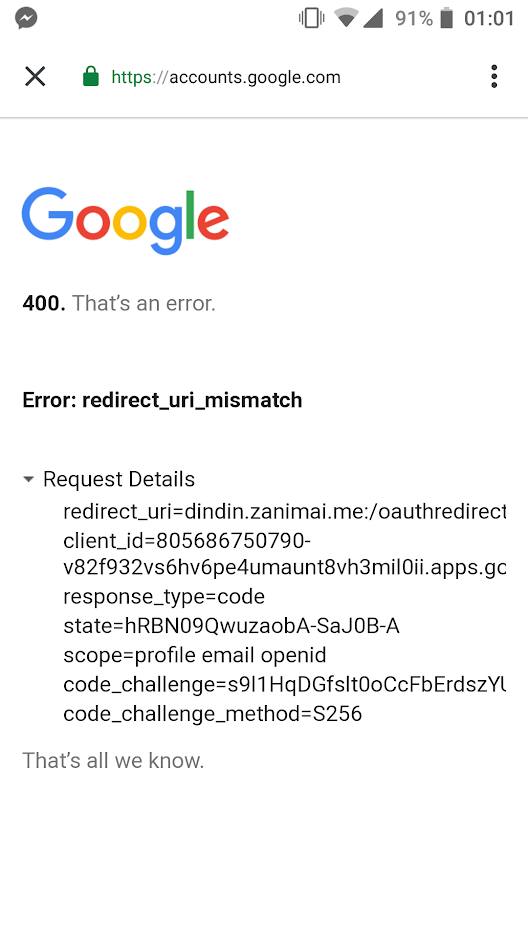 91% 01:01
https://accounts.google.com
Google
400. That's an error.
Error: redirect_uri_mismatch
Request Details
redirect_uri=dindin.zanimai.me:/oauthredirect
client_id=805686750790-
v82f932vs6hv6pe4umaunt8vh3mil0ii.apps.gc
response_type=code
state=hRBN09QwuzaobA-SaJ0B-A
scope=profile email openid
code_challenge=s9l1HqDGfsIt0oCcFbErdszYU
code_challenge_method=S256
That's all we know.